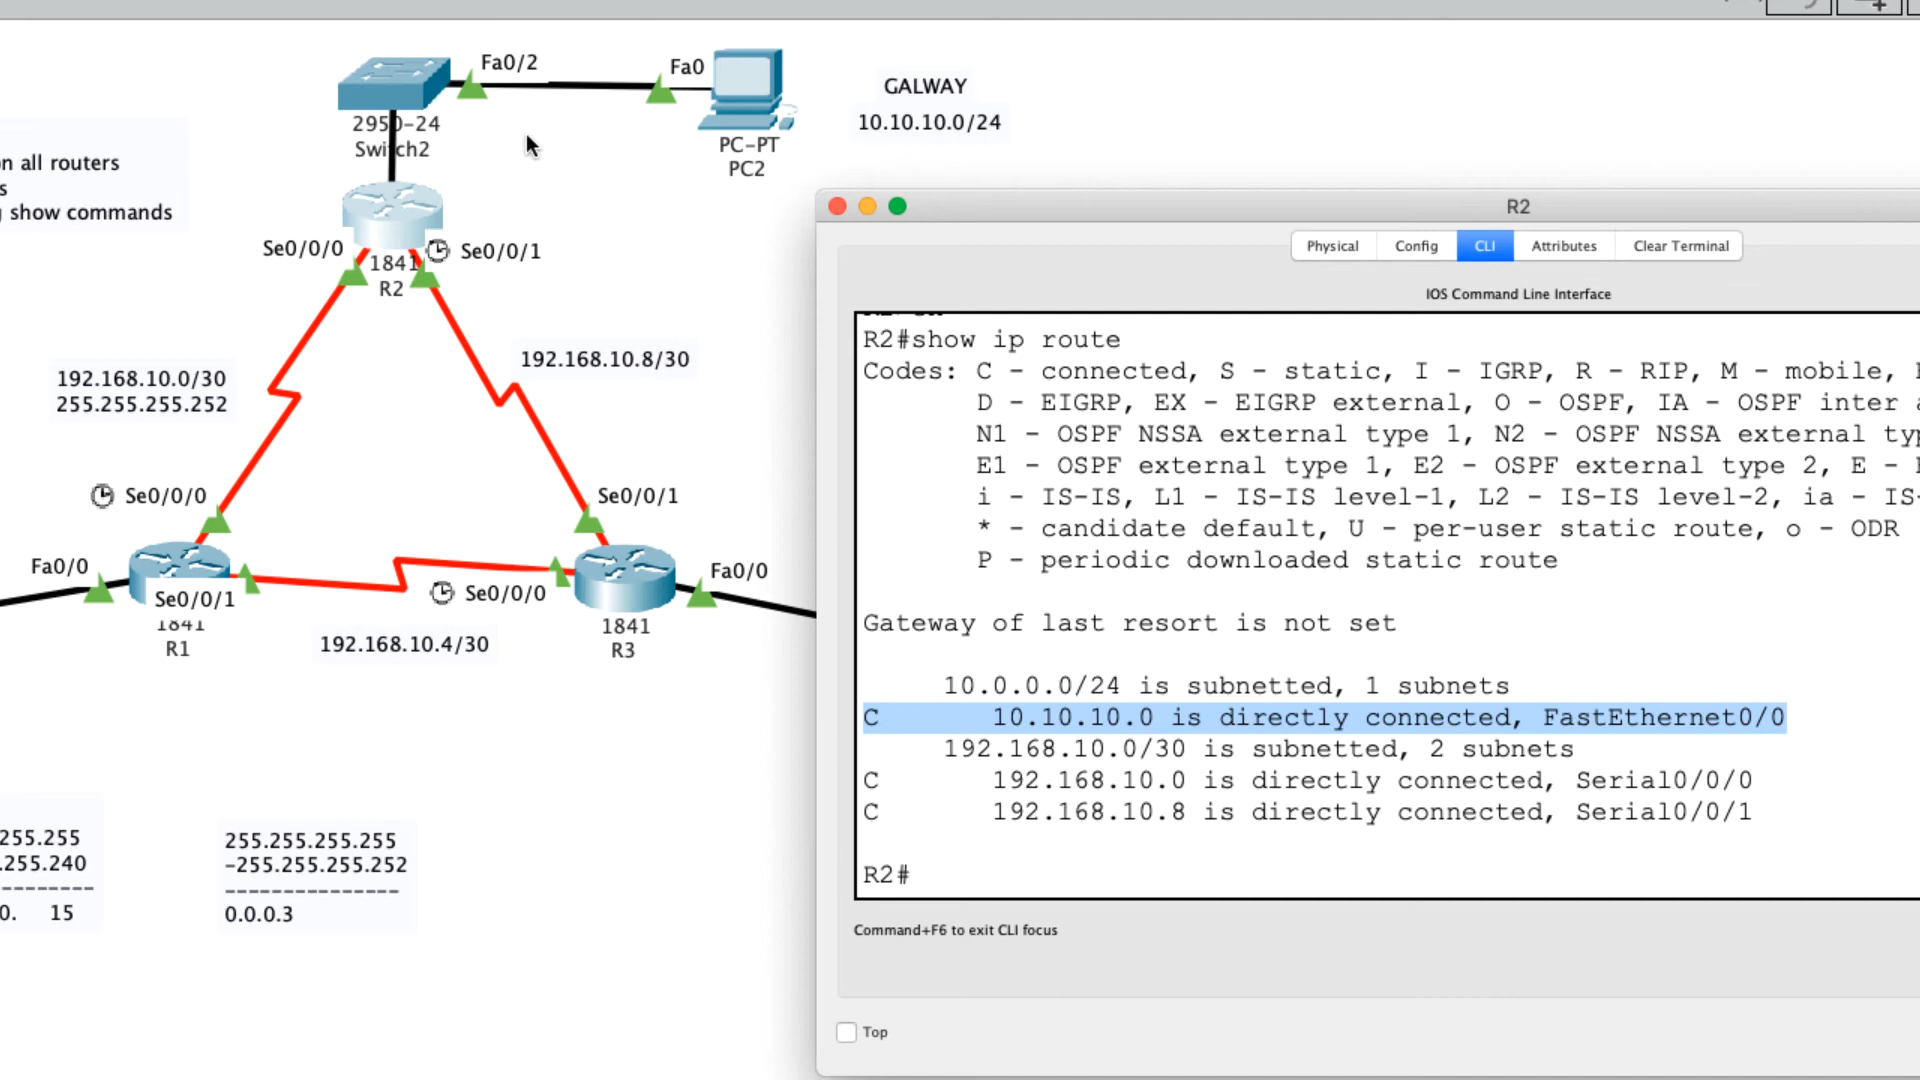 Fa0/2
Fa0
GALWAY
10.10.10.0/24
2950-24
Switch2
PC-PT
PC2
n all routers
s
show commands
Se0/0/0
Se0/0/1
1841
R2
192.168.10.8/30
192.168.10.0/30
255.255.255.252
Se0/0/0
Se0/0/1
Fa0/0
Fa0/0
Se0/0/1
Se0/0/0
1841
R1
1841
R3
192.168.10.4/30
255.255
.255.240
--------
0. 15
255.255.255.255
-255.255.255.252
---------------
0.0.0.3
R2
Physical
Config
CLI
Attributes
Clear Terminal
IOS Command Line Interface
R2#show ip route
Codes: C - connected, S - static, I - IGRP, R - RIP, M - mobile,
D - EIGRP, EX - EIGRP external, O - OSPF, IA - OSPF inter
N1 - OSPF NSSA external type 1, N2 - OSPF NSSA external ty
E1 - OSPF external type 1, E2 - OSPF external type 2, E -
i - IS-IS, L1 - IS-IS level-1, L2 - IS-IS level-2, ia - IS-
* - candidate default, U - per-user static route, o - ODR
P - periodic downloaded static route
Gateway of last resort is not set
10.0.0.0/24 is subnetted, 1 subnets
C 10.10.10.0 is directly connected, FastEthernet0/0
192.168.10.0/30 is subnetted, 2 subnets
C 192.168.10.0 is directly connected, Serial0/0/0
C 192.168.10.8 is directly connected, Serial0/0/1
R2#
Command+F6 to exit CLI focus
Top